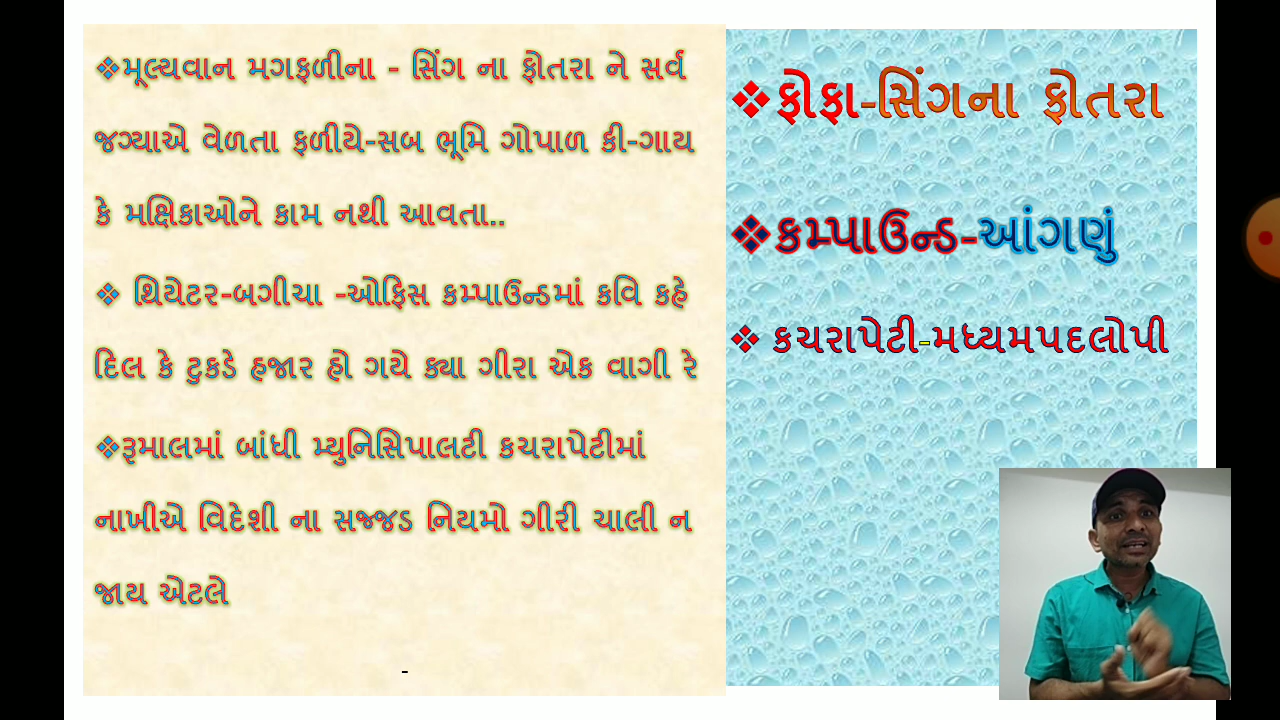 ❖મૂલ્યવાન મગફળીના - સિંગ ના ફોતરા ને સર્વ
જગ્યાએ વેળતા ફળીયે-સબ ભૂમિ ગોપાળ કી-ગાય
કે મક્ષિકાઓને કામ નથી આવતા..
❖ થિયેટર-બગીચા -ઓફિસ કમ્પાઉન્ડમાં કવિ કહે
દિલ કે ટુકડે હજાર હો ગયે ક્યા ગીરા એક વાગી રે
❖રૂમાલમાં બાંધી મ્યુનિસિપાલટી કચરાપેટીમાં
નાખીએ વિદેશી ના સજ્જડ નિયમો ગીરી ચાલી ન
જાય એટલે
-
❖ફોફા-સિંગના ફોતરા
❖કમ્પાઉન્ડ-આંગણું
❖ કચરાપેટી-મધ્યમપદલોપી